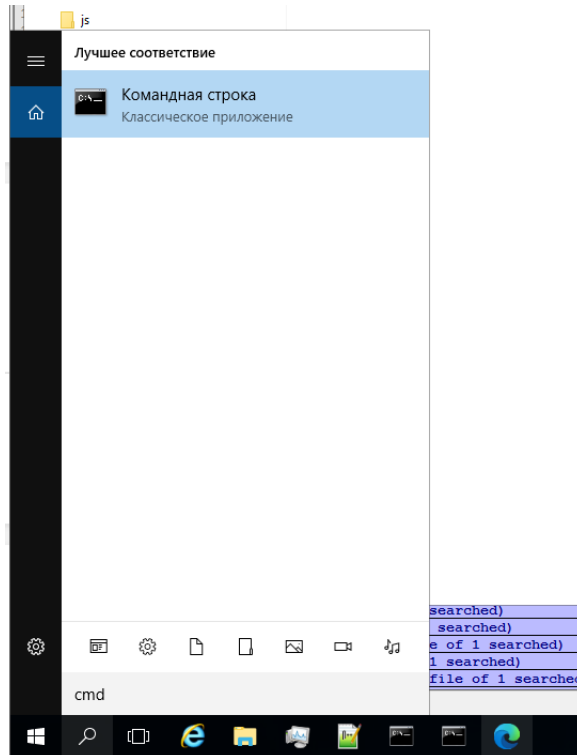 js
Лучшее соответствие
C:\_
Командная строка
Классическое приложение
searched)
searched)
e of 1 searched)
1 searched)
file of 1 searched
cmd